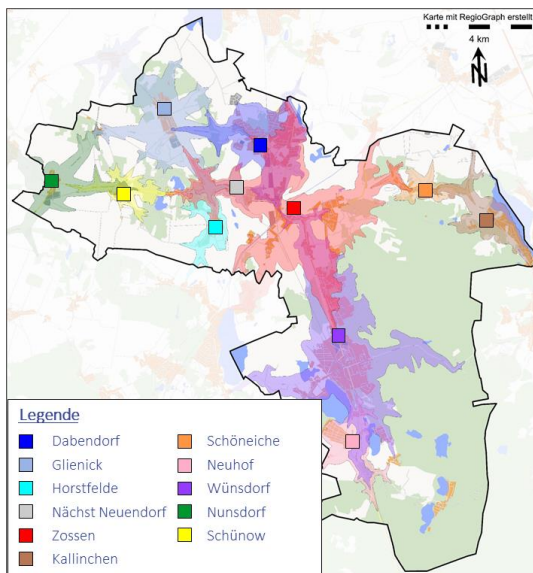 Karte mit RegioGraph erstellt
4 km
N
Legende
Dabendorf
Glienick
Horstfelde
Nächst Neuendorf
Zossen
Kallinchen
Schöneiche
Neuhof
Wünsdorf
Nunsdorf
Schünow